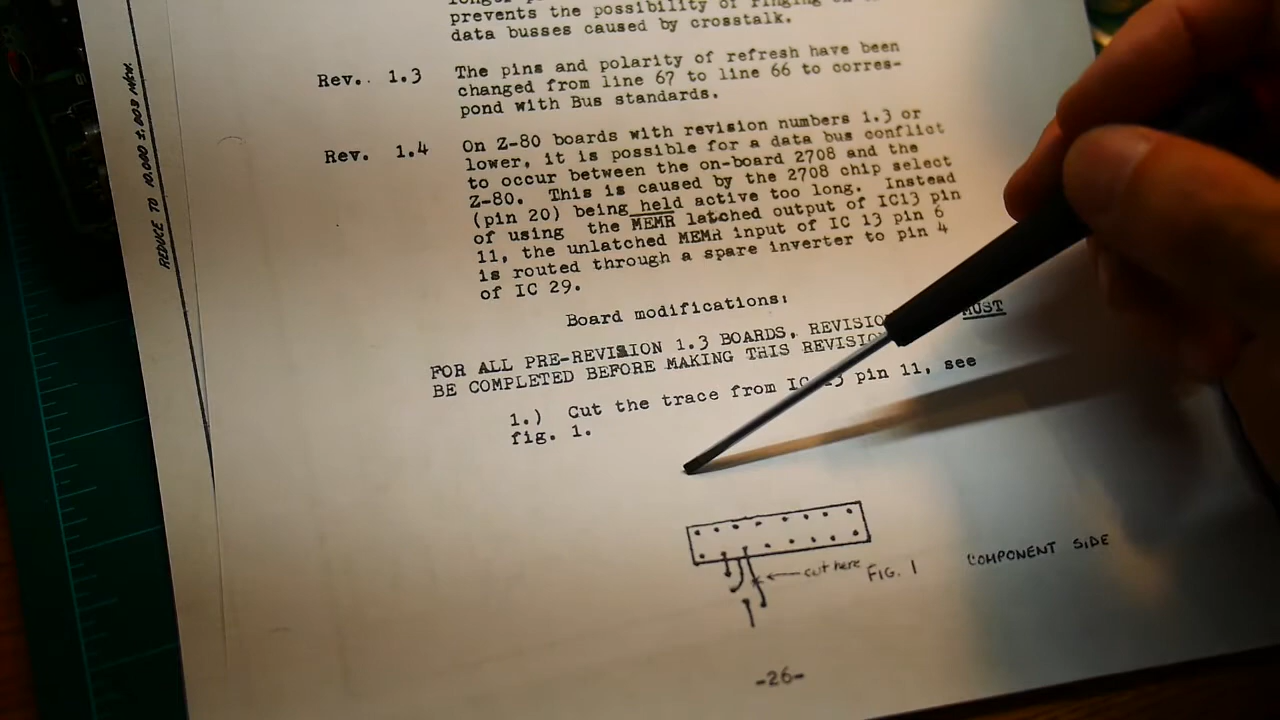 prevents the possibility of ringing
data busses caused by crosstalk.
Rev. 1.3 The pins and polarity of refresh have been
changed from line 67 to line 66 to corres-
pond with Bus standards.
Rev. 1.4 On Z-80 boards with revision numbers 1.3 or
lower, it is possible for a data bus conflict
to occur between the on-board 2708 and the
Z-80. This is caused by the 2708 chip select
(pin 20) being held active too long. Instead
of using the MEMR latched output of IC13 pin
11, the unlatched MEMR input of IC 13 pin 6
is routed through a spare inverter to pin 4
of IC 29.
Board modifications:
FOR ALL PRE-REVISION 1.3 BOARDS, REVISION MUST
BE COMPLETED BEFORE MAKING THIS REVISION
1.) Cut the trace from IC 13 pin 11, see
fig. 1.
cut here FIG. 1 COMPONENT SIDE
-26-
REDUCE TO 10.000 ±.003